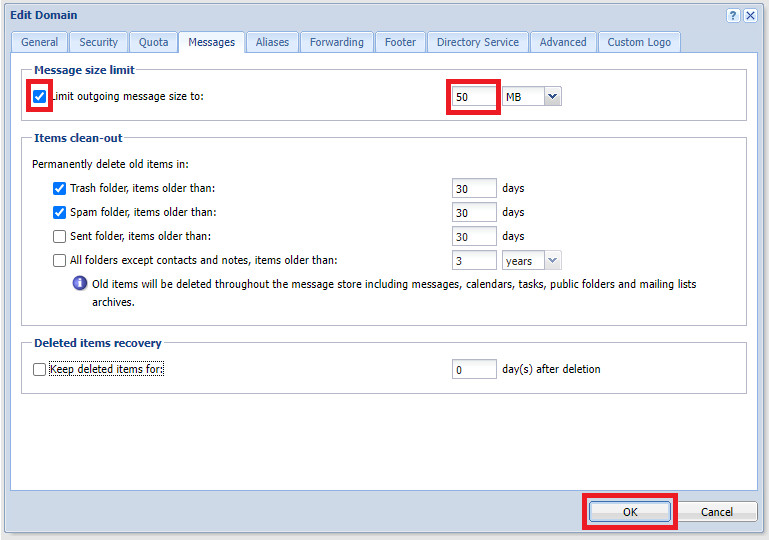 Edit Domain
?
General Security Quota Messages Aliases Forwarding Footer Directory Service Advanced Custom Logo
Message size limit
Limit outgoing message size to: 50 MB
Items clean-out
Permanently delete old items in:
Trash folder, items older than: 30 days
Spam folder, items older than: 30 days
Sent folder, items older than: 30 days
All folders except contacts and notes, items older than: 3 years
Old items will be deleted throughout the message store including messages, calendars, tasks, public folders and mailing lists
archives.
Deleted items recovery
Keep deleted items for: 0 day(s) after deletion
OK Cancel